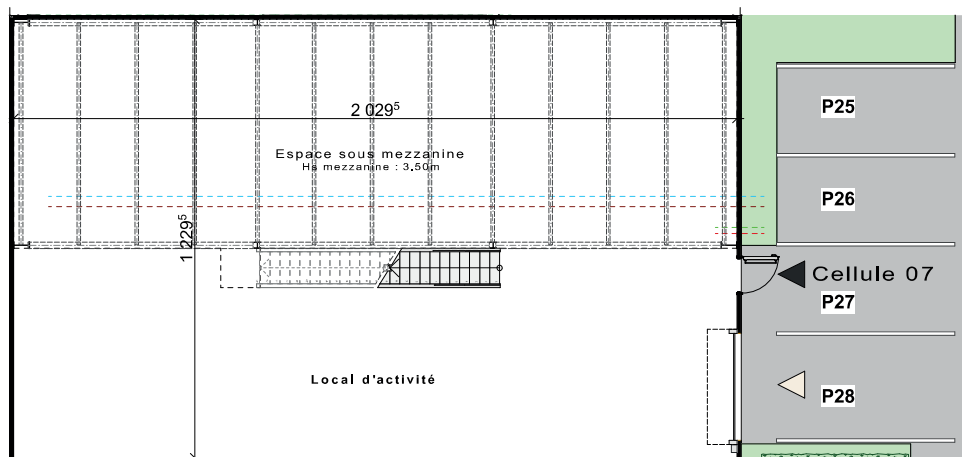 P25
2 029⁵
Espace sous mezzanine
Hs mezzanine : 3,50m
P26
1 229⁵
Cellule 07
P27
Local d'activité
P28